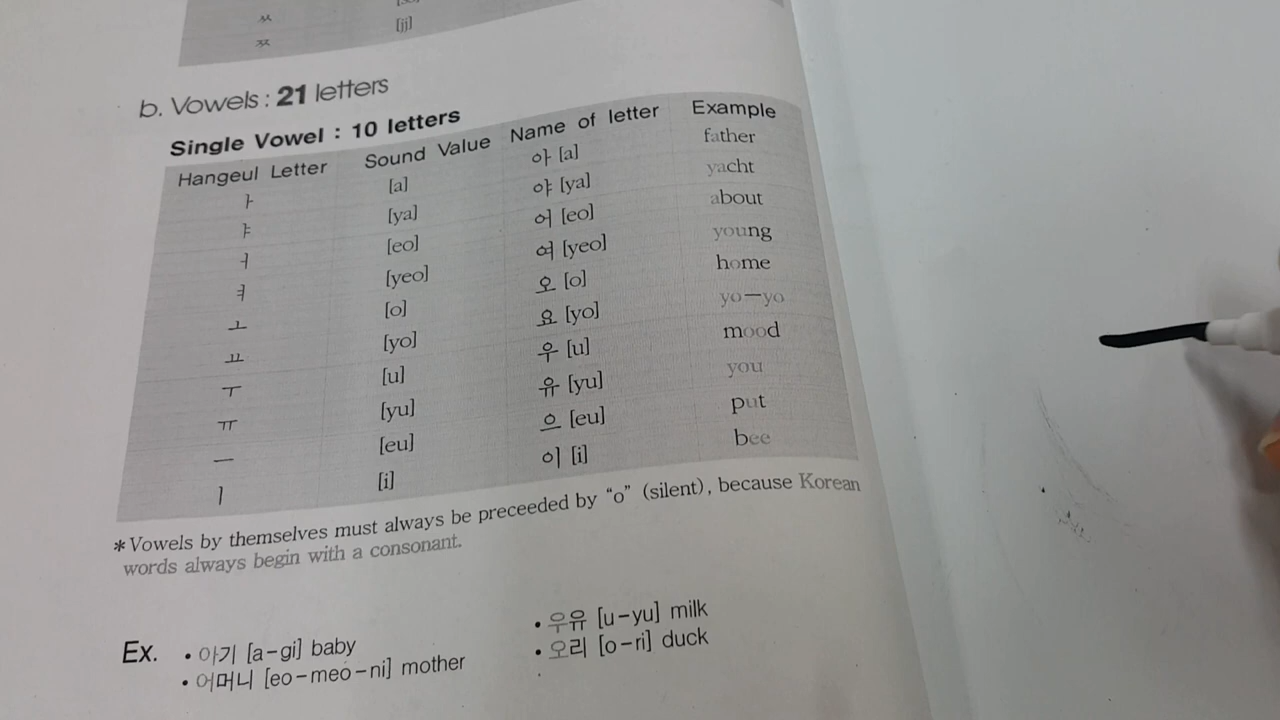 ㅆ
ㅉ [jj]
b. Vowels : 21 letters
Single Vowel : 10 letters
Hangeul Letter Sound Value Name of letter Example
ㅏ [a] 아 [a] father
ㅑ [ya] 야 [ya] yacht
ㅓ [eo] 어 [eo] about
ㅕ [yeo] 여 [yeo] young
ㅗ [o] 오 [o] home
ㅛ [yo] 요 [yo] yo—yo
ㅜ [u] 우 [u] mood
ㅠ [yu] 유 [yu] you
ㅡ [eu] 으 [eu] put
ㅣ [i] 이 [i] bee
*Vowels by themselves must always be preceeded by “o” (silent), because Korean
words always begin with a consonant.
Ex. • 아기 [a-gi] baby • 우유 [u-yu] milk
• 어머니 [eo-meo-ni] mother • 오리 [o-ri] duck